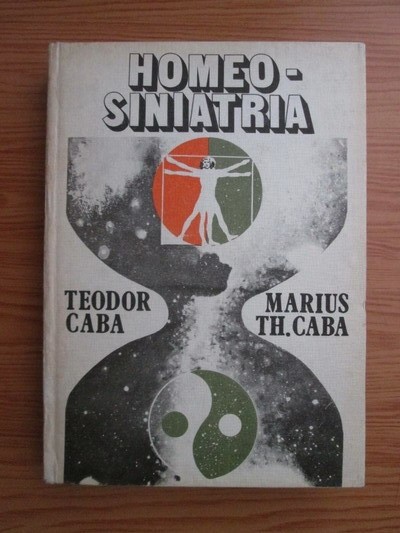 HOMEO-
SINIATRIA
TEODOR
CABA
MARIUS
TH. CABA